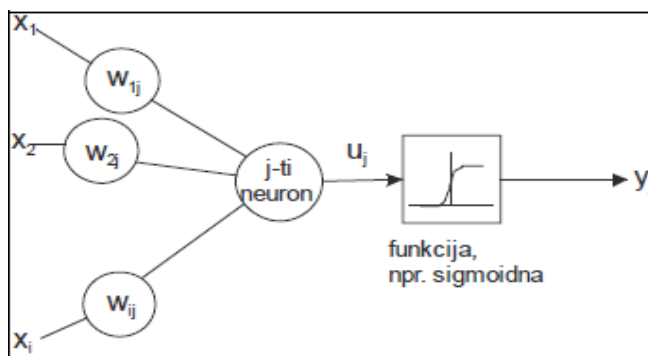 x₁
w₁ⱼ
x₂
w₂ⱼ
j-ti
neuron
uⱼ
y
funkcija,
npr. sigmoidna
wᵢⱼ
xᵢ